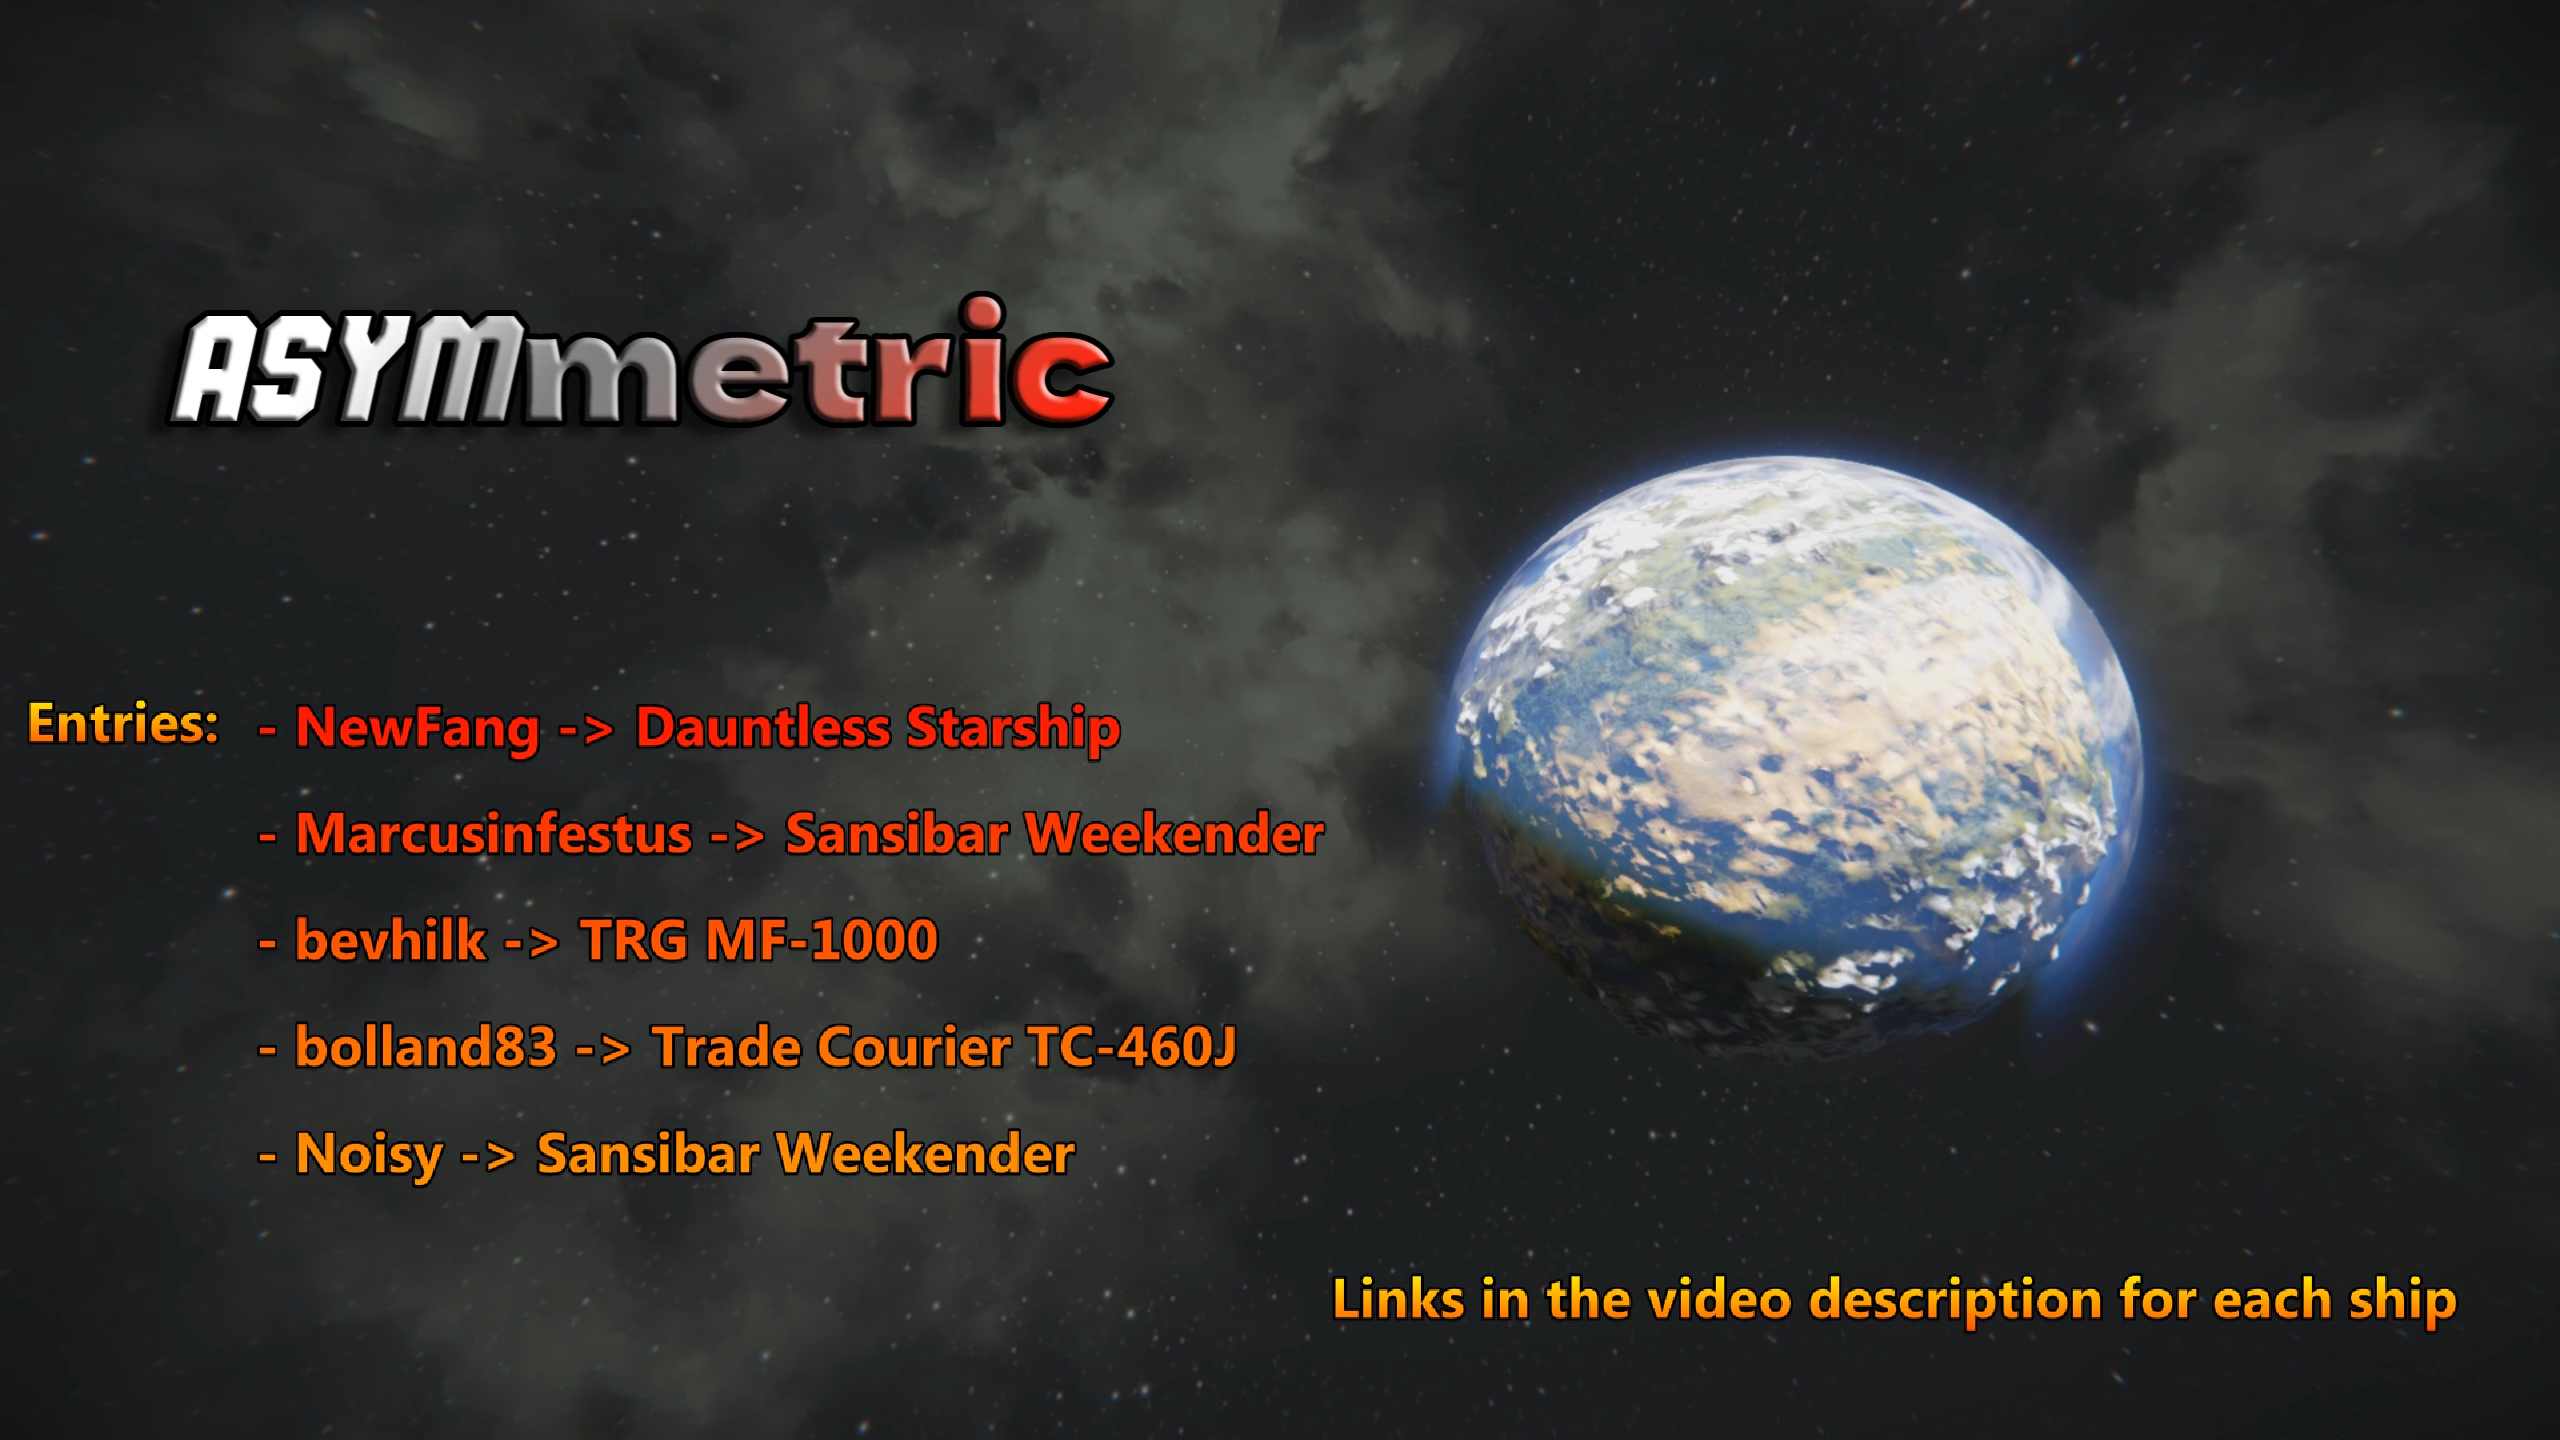 ASYMmetric
Entries: - NewFang -> Dauntless Starship
- Marcusinfestus -> Sansibar Weekender
- bevhilk -> TRG MF-1000
- bolland83 -> Trade Courier TC-460J
- Noisy -> Sansibar Weekender
Links in the video description for each ship